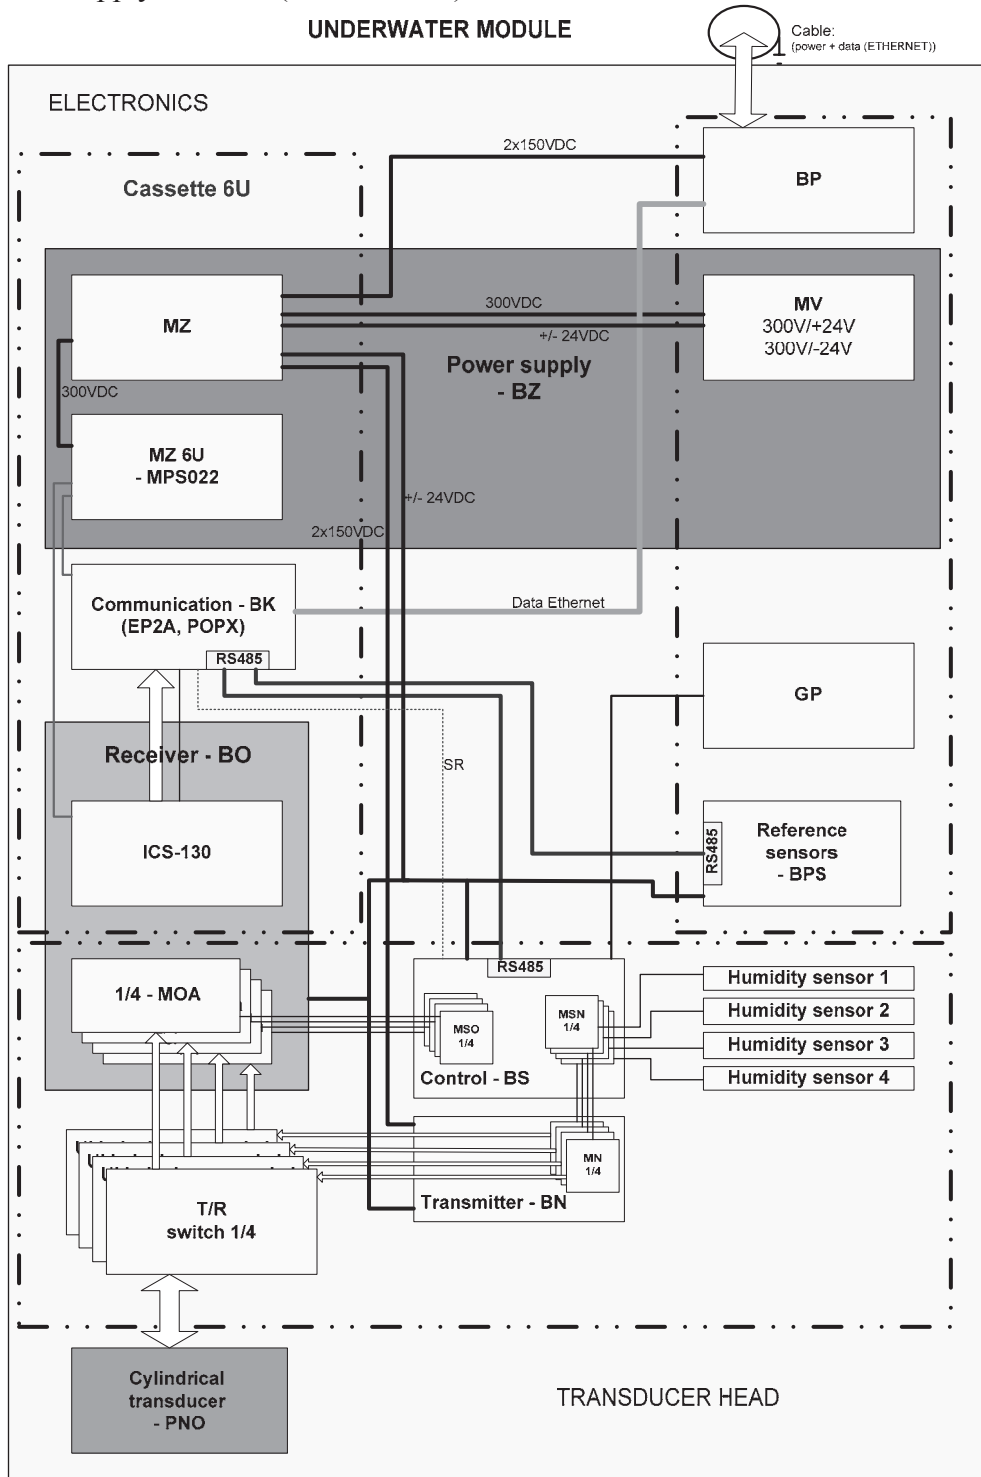 UNDERWATER MODULE
Cable:
(power + data (ETHERNET))
ELECTRONICS
2x150VDC
BP
Cassette 6U
MZ
300VDC
+/- 24VDC
MV
300V/+24V
300V/-24V
Power supply
- BZ
300VDC
MZ 6U
- MPS022
+/- 24VDC
2x150VDC
Communication - BK
(EP2A, POPX)
RS485
Data Ethernet
GP
Receiver - BO
SR
ICS-130
RS485
Reference
sensors
- BPS
1/4 - MOA
RS485
MSO
1/4
MSN
1/4
Control - BS
Humidity sensor 1
Humidity sensor 2
Humidity sensor 3
Humidity sensor 4
MN
1/4
Transmitter - BN
T/R
switch 1/4
Cylindrical
transducer
- PNO
TRANSDUCER HEAD